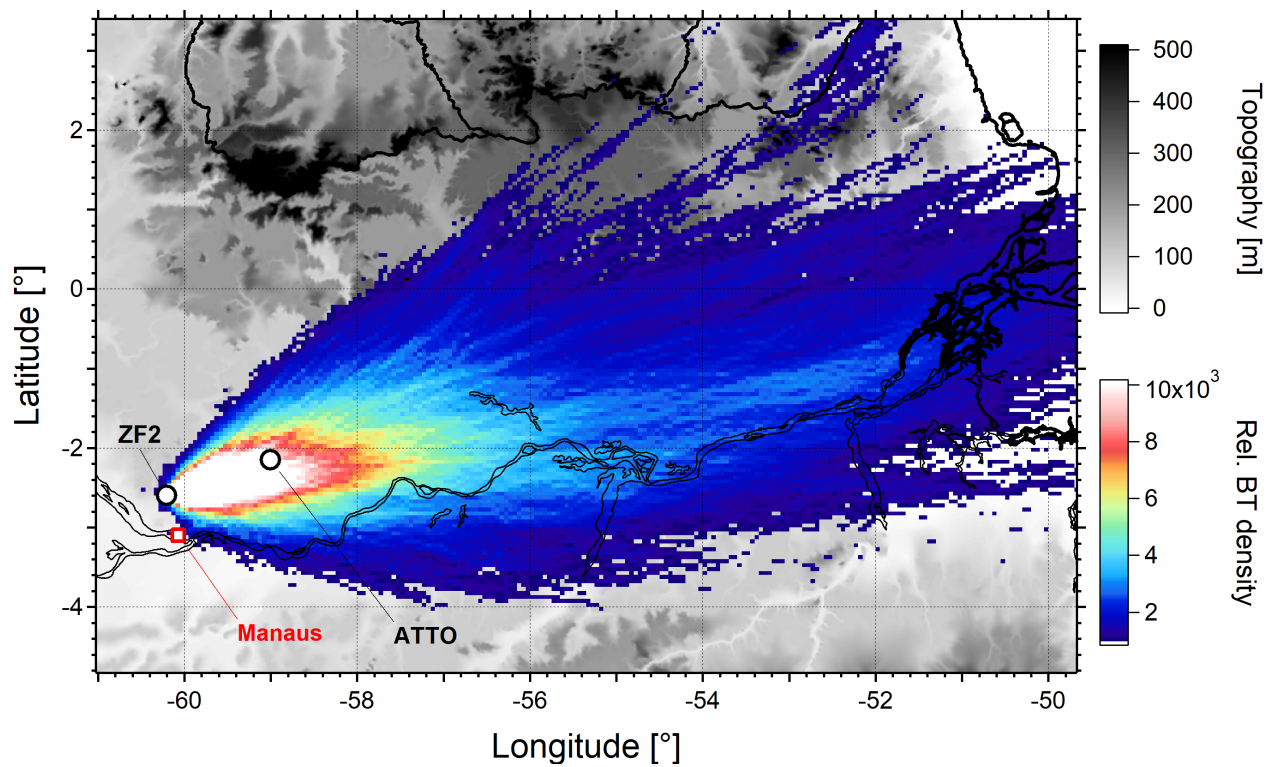 2
0
-2
-4
Latitude [°]
-60
-58
-56
-54
-52
-50
Longitude [°]
ZF2
Manaus
ATTO
500
400
300
200
100
0
Topography [m]
10x10³
8
6
4
2
Rel. BT density